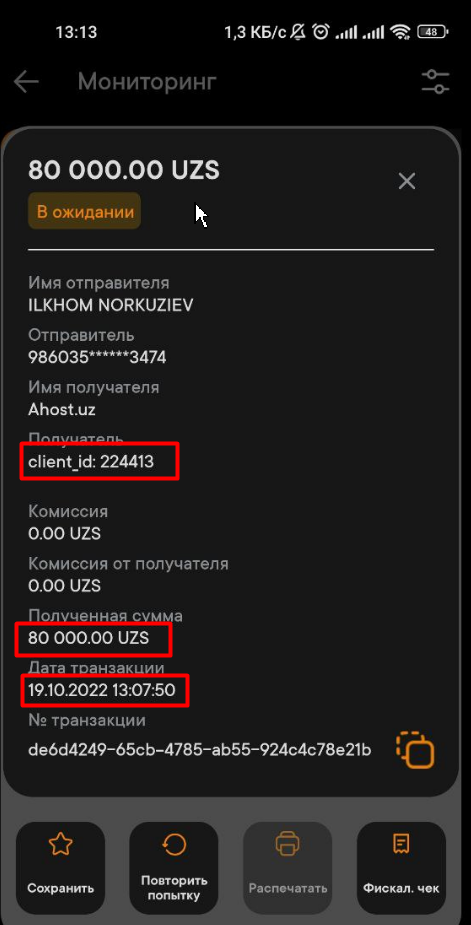 13:13 1,3 КБ/с 48
Мониторинг
80 000.00 UZS
В ожидании
Имя отправителя
ILKHOM NORKUZIEV
Отправитель
986035******3474
Имя получателя
Ahost.uz
Получатель
client_id: 224413
Комиссия
0.00 UZS
Комиссия от получателя
0.00 UZS
Полученная сумма
80 000.00 UZS
Дата транзакции
19.10.2022 13:07:50
№ транзакции
de6d4249-65cb-4785-ab55-924c4c78e21b
Сохранить
Повторить
попытку
Распечатать
Фискал. чек